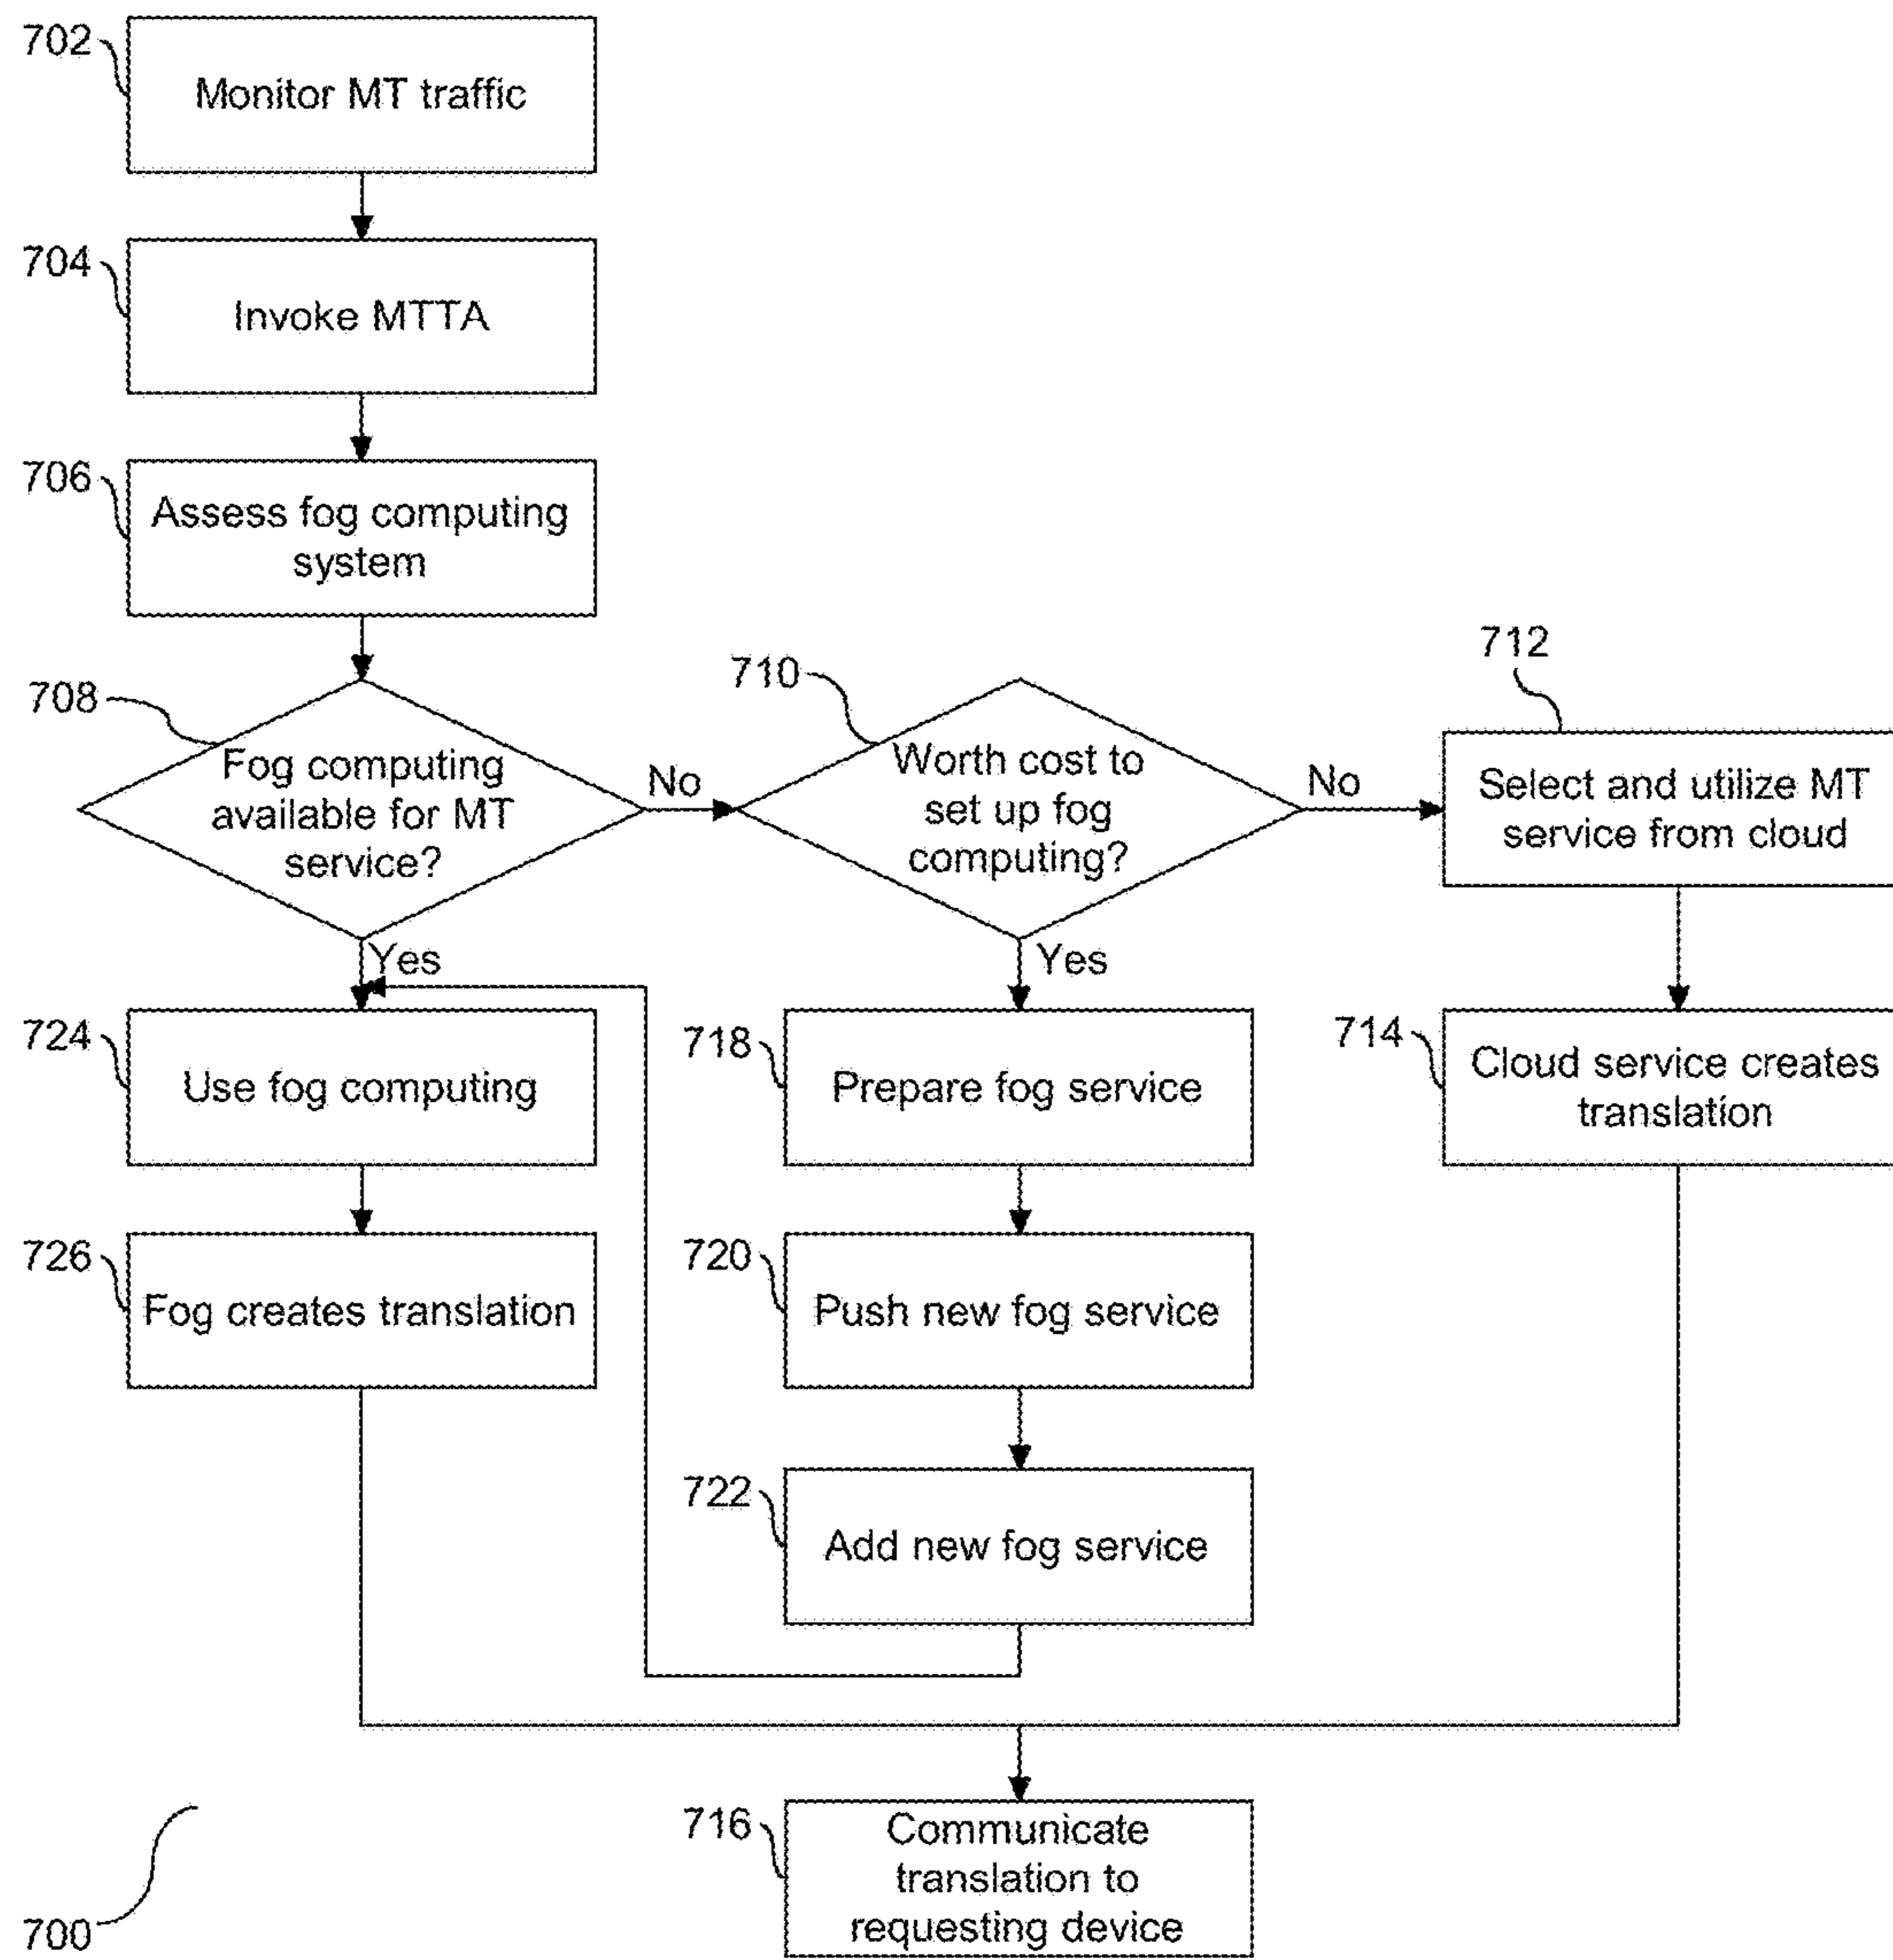 702
Monitor MT traffic
704
Invoke MTTA
706
Assess fog computing
system
708
Fog computing
available for MT
service?
No
Yes
710
Worth cost to
set up fog
computing?
No
Yes
712
Select and utilize MT
service from cloud
714
Cloud service creates
translation
724
Use fog computing
726
Fog creates translation
718
Prepare fog service
720
Push new fog service
722
Add new fog service
716
Communicate
translation to
requesting device
700